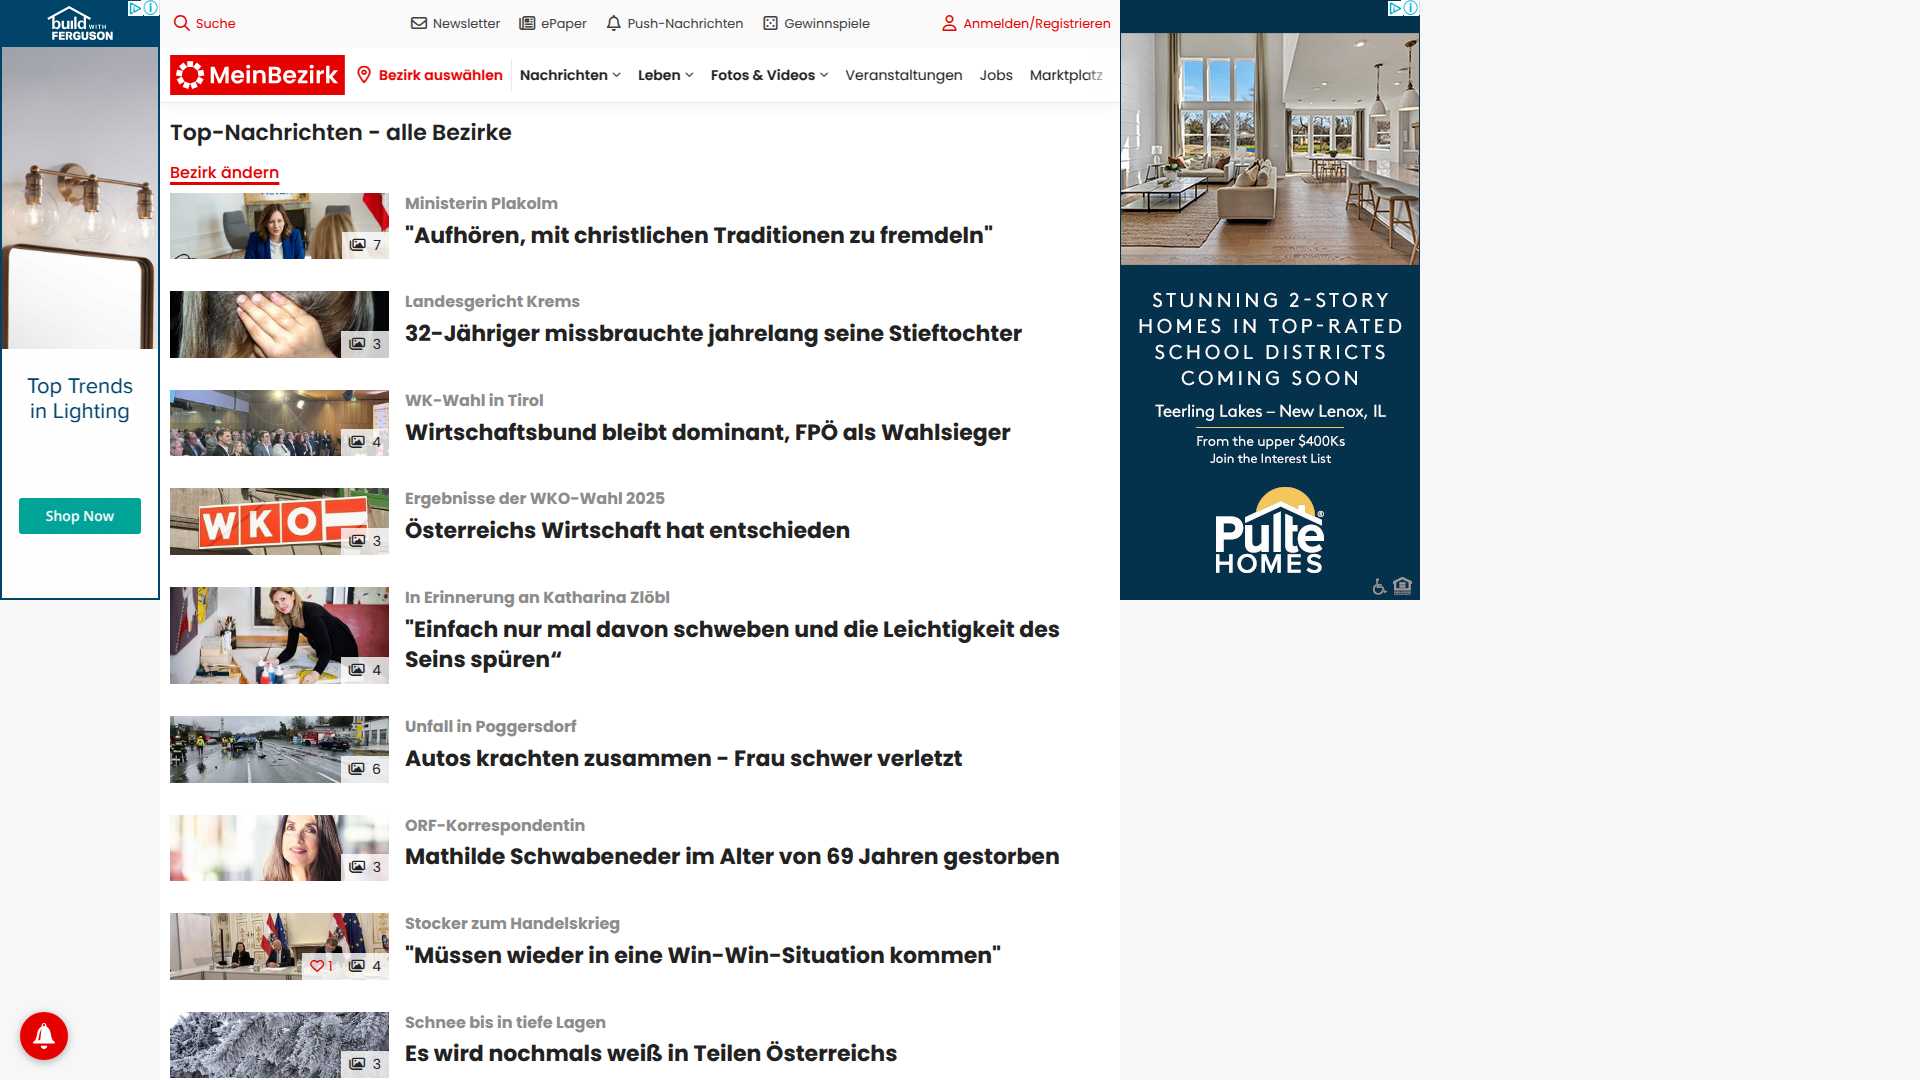 build WITH
FERGUSON
Top Trends
in Lighting
Shop Now
Suche
Newsletter
ePaper
Push-Nachrichten
Gewinnspiele
Anmelden/Registrieren
MeinBezirk
Bezirk auswählen
Nachrichten
Leben
Fotos & Videos
Veranstaltungen
Jobs
Marktplatz
Top-Nachrichten - alle Bezirke
Bezirk ändern
7
Ministerin Plakolm
"Aufhören, mit christlichen Traditionen zu fremdeln"
3
Landesgericht Krems
32-Jähriger missbrauchte jahrelang seine Stieftochter
4
WK-Wahl in Tirol
Wirtschaftsbund bleibt dominant, FPÖ als Wahlsieger
WKO
3
Ergebnisse der WKO-Wahl 2025
Österreichs Wirtschaft hat entschieden
4
In Erinnerung an Katharina Zlöbl
"Einfach nur mal davon schweben und die Leichtigkeit des
Seins spüren“
6
Unfall in Poggersdorf
Autos krachten zusammen - Frau schwer verletzt
3
ORF-Korrespondentin
Mathilde Schwabeneder im Alter von 69 Jahren gestorben
1
4
Stocker zum Handelskrieg
"Müssen wieder in eine Win-Win-Situation kommen"
3
Schnee bis in tiefe Lagen
Es wird nochmals weiß in Teilen Österreichs
STUNNING 2-STORY
HOMES IN TOP-RATED
SCHOOL DISTRICTS
COMING SOON
Teerling Lakes – New Lenox, IL
From the upper $400Ks
Join the Interest List
Pulte®
HOMES